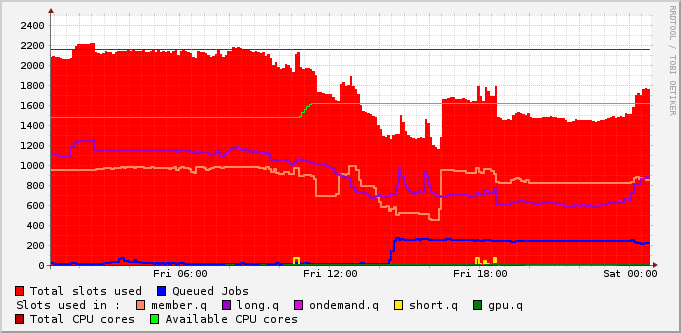 RRDTOOL / TOBI OETIKER
2400
2200
2000
1800
1600
1400
1200
1000
800
600
400
200
0
Fri 06:00 Fri 12:00 Fri 18:00 Sat 00:00
Total slots used Queued Jobs
Slots used in : member.q long.q ondemand.q short.q gpu.q
Total CPU cores Available CPU cores